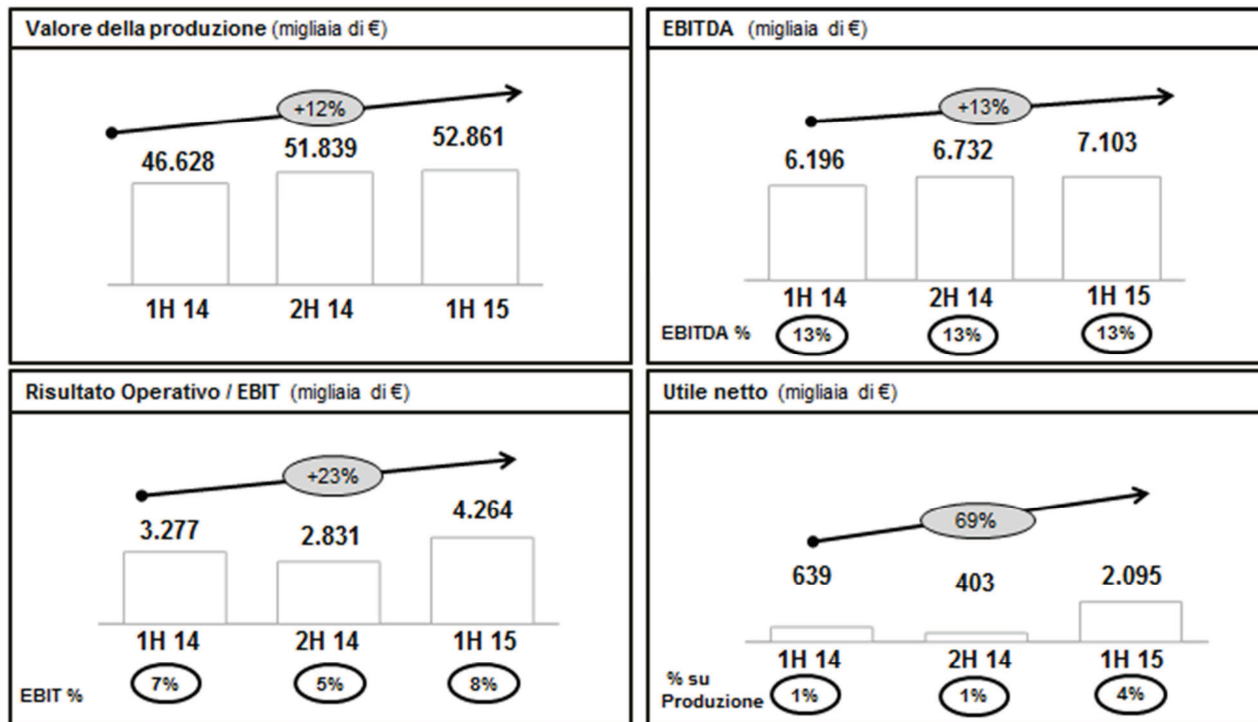 Valore della produzione (migliaia di €)
+12%
46.628 51.839 52.861
1H 14 2H 14 1H 15
EBITDA (migliaia di €)
+13%
6.196 6.732 7.103
1H 14 2H 14 1H 15
EBITDA % 13% 13% 13%
Risultato Operativo / EBIT (migliaia di €)
+23%
3.277 2.831 4.264
1H 14 2H 14 1H 15
EBIT % 7% 5% 8%
Utile netto (migliaia di €)
69%
639 403 2.095
1H 14 2H 14 1H 15
% su
Produzione 1% 1% 4%